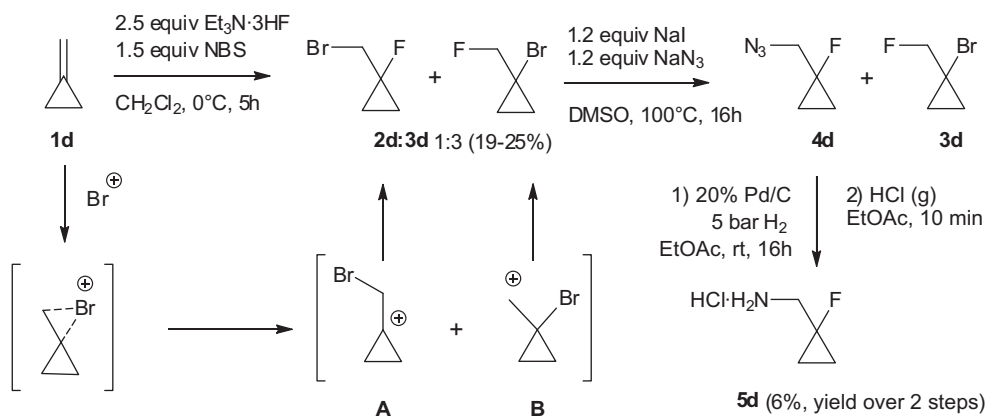 2.5 equiv Et₃N·3HF
1.5 equiv NBS
CH₂Cl₂, 0°C, 5h
1d
Br F
+
F Br
2d:3d 1:3 (19-25%)
1.2 equiv NaI
1.2 equiv NaN₃
DMSO, 100°C, 16h
N₃ F
4d
+
F Br
3d
Br⊕
⊕
Br
Br
⊕
A
+
⊕
Br
B
1) 20% Pd/C
5 bar H₂
EtOAc, rt, 16h
2) HCl (g)
EtOAc, 10 min
HCl·H₂N F
5d (6%, yield over 2 steps)